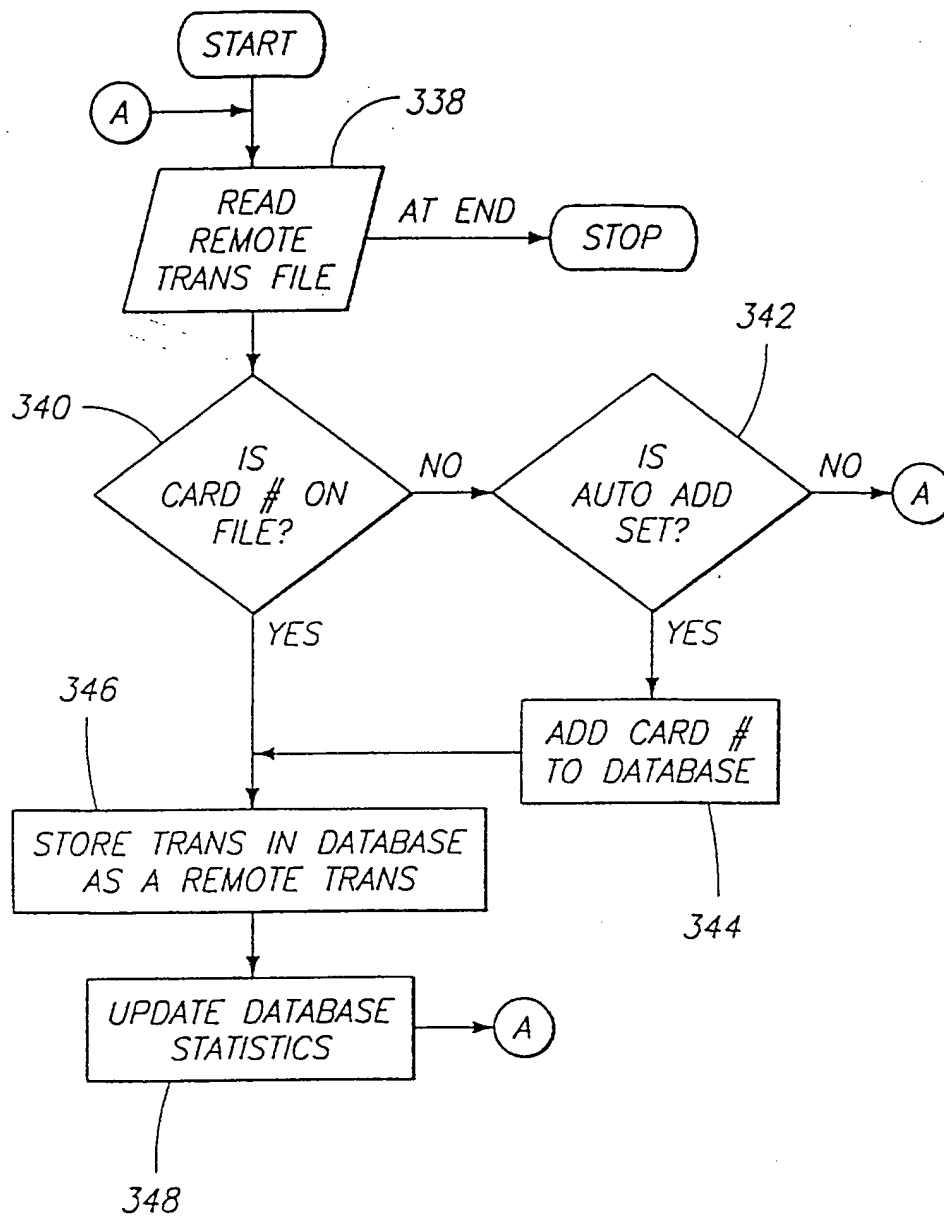 START
A
338
READ
REMOTE
TRANS FILE
AT END
STOP
342
340
IS
CARD # ON
FILE?
NO
IS
AUTO ADD
SET?
NO
A
YES
YES
346
ADD CARD #
TO DATABASE
STORE TRANS IN DATABASE
AS A REMOTE TRANS
344
UPDATE DATABASE
STATISTICS
A
348